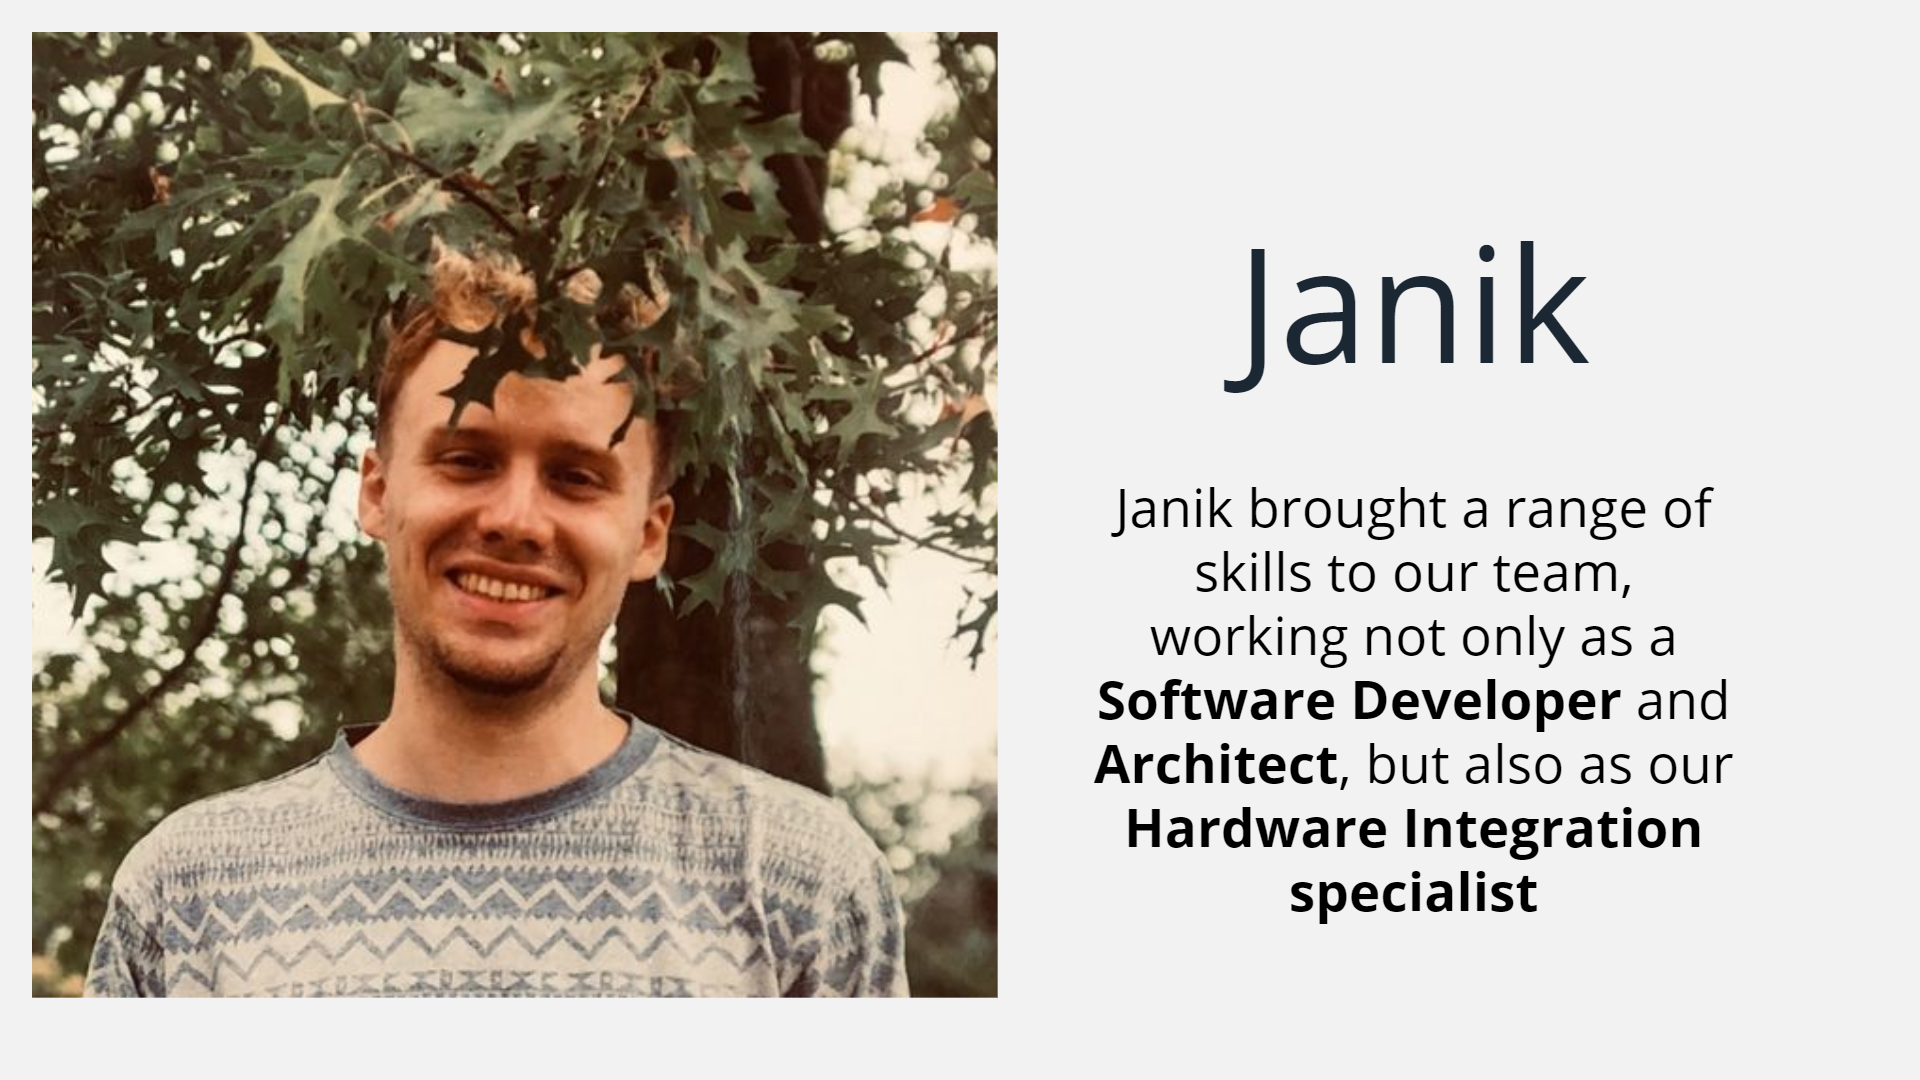 Janik
Janik brought a range of
skills to our team,
working not only as a
Software Developer and
Architect, but also as our
Hardware Integration
specialist